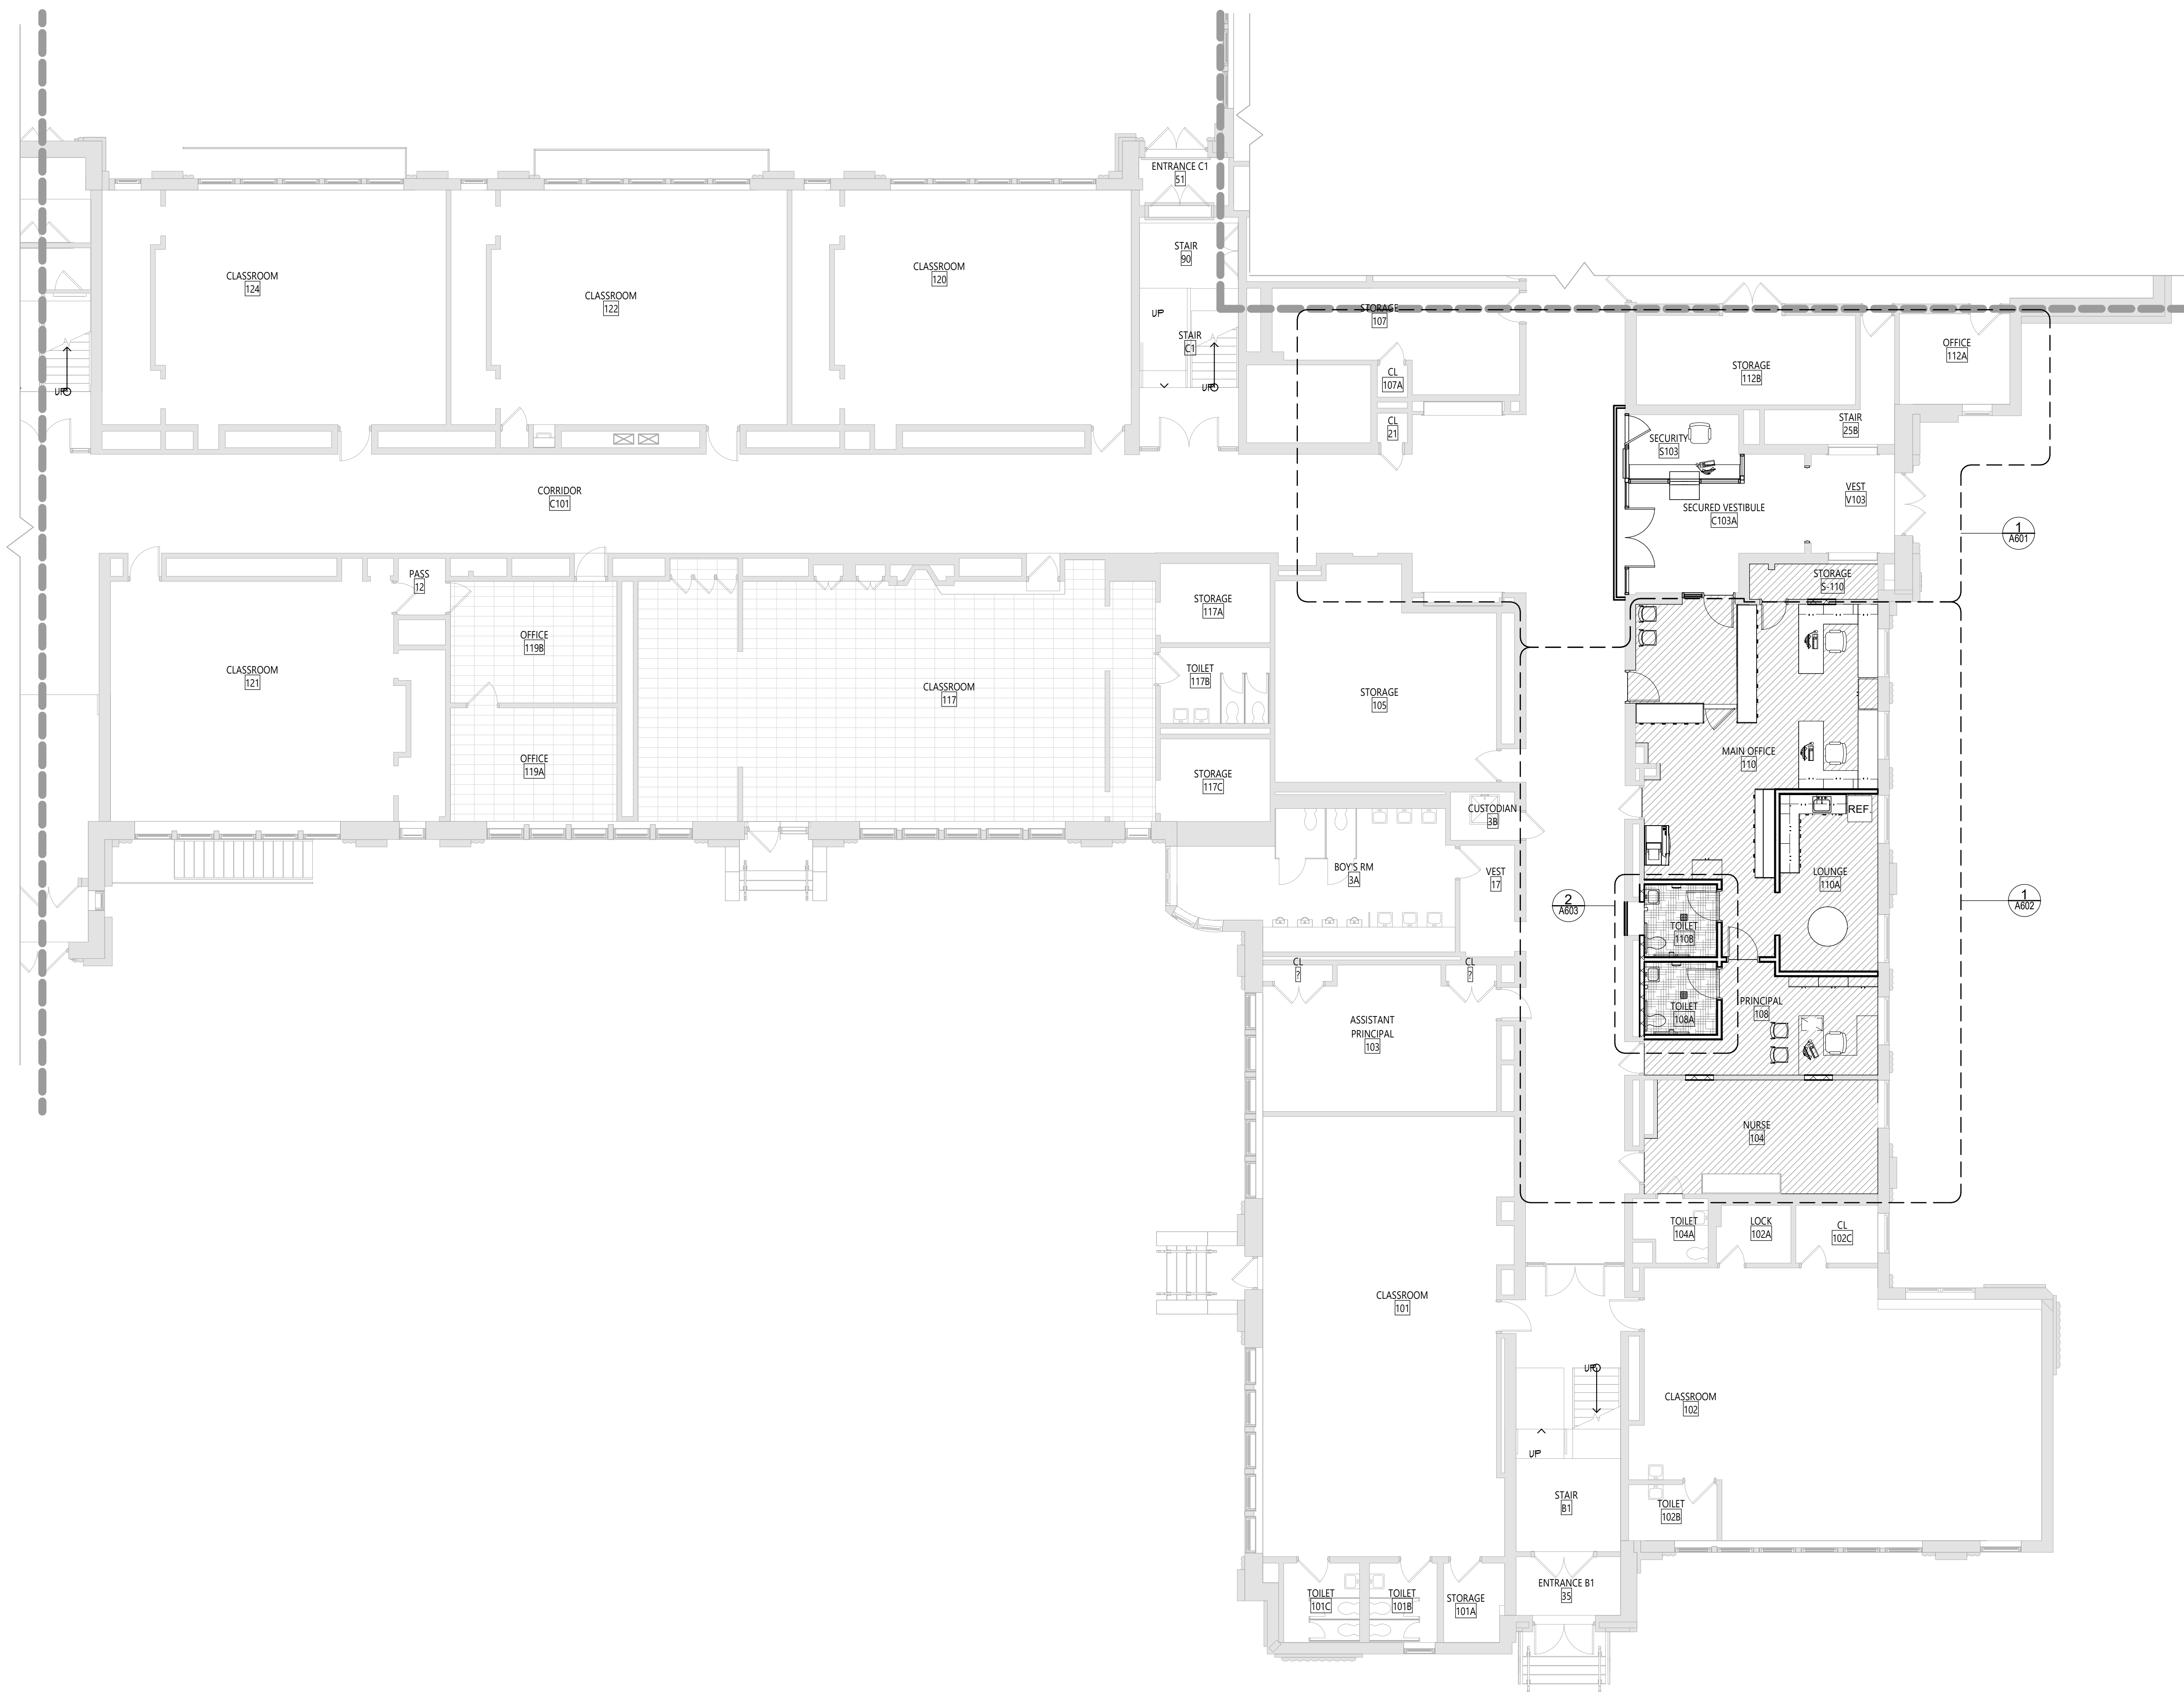 ENTRANCE C1
51
STAIR
90
CLASSROOM
124
CLASSROOM
122
CLASSROOM
120
UP
STAIR
C1
UP
UP
STORAGE
107
CL
107A
CL
21
STORAGE
112B
OFFICE
112A
STAIR
25B
SECURITY
S103
VEST
V103
SECURED VESTIBULE
C103A
CORRIDOR
C101
1
A601
PASS
12
STORAGE
S-110
OFFICE
119B
STORAGE
117A
CLASSROOM
121
TOILET
117B
CLASSROOM
117
STORAGE
105
OFFICE
119A
STORAGE
117C
MAIN OFFICE
110
CUSTODIAN
3B
REF.
BOY'S RM
3A
VEST
17
LOUNGE
110A
2
A603
1
A602
TOILET
110B
CL
?
CL
?
ASSISTANT
PRINCIPAL
103
TOILET
108A
PRINCIPAL
108
NURSE
104
TOILET
104A
LOCK
102A
CL
102C
CLASSROOM
101
UP
CLASSROOM
102
UP
STAIR
B1
TOILET
102B
ENTRANCE B1
35
TOILET
101C
TOILET
101B
STORAGE
101A